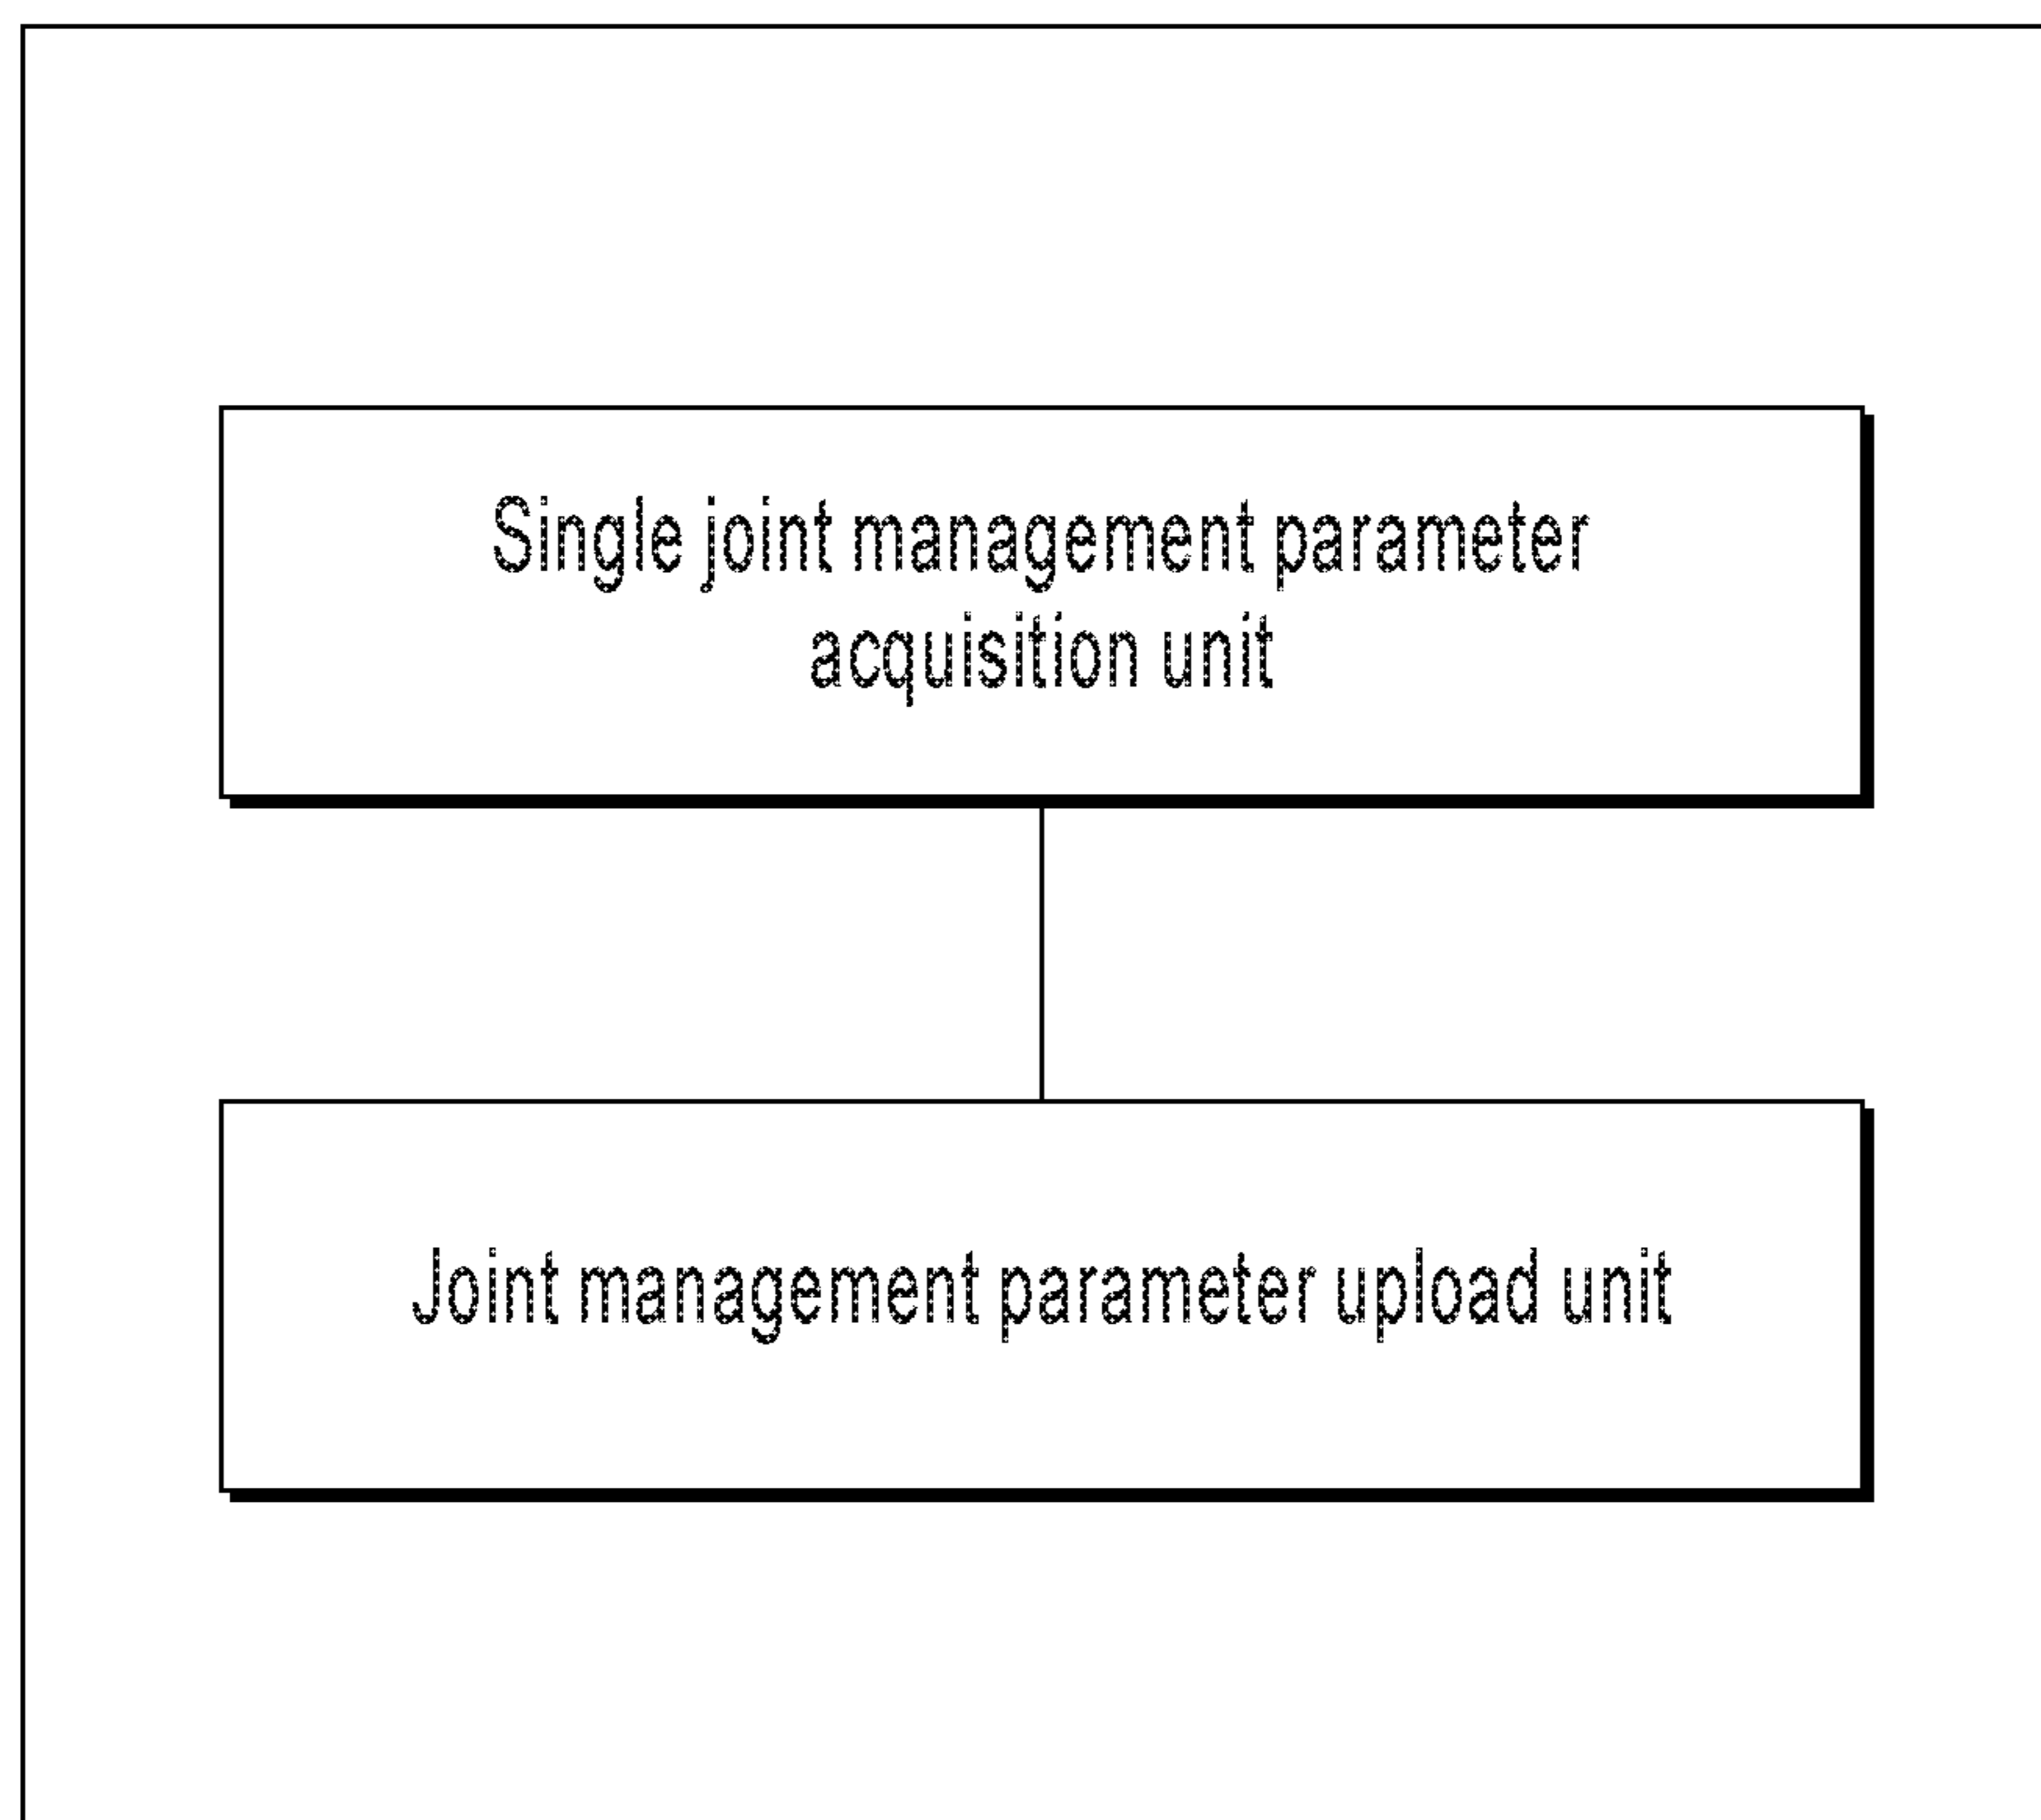 Single joint management parameter
acquisition unit
Joint management parameter upload unit